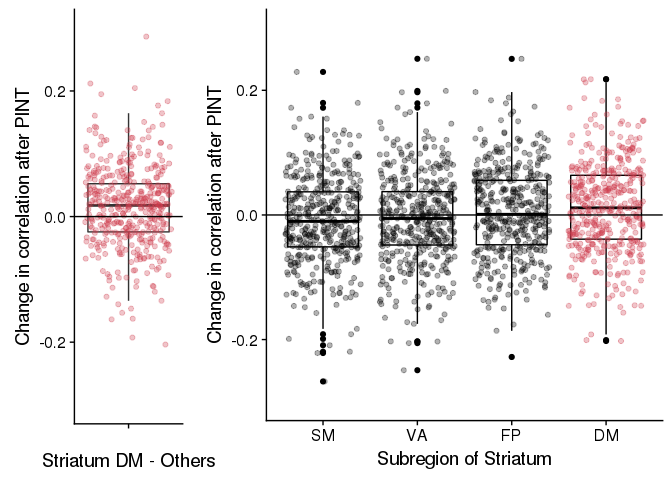 Change in correlation after PINT
0.2
0.0
-0.2
Striatum DM - Others
Change in correlation after PINT
0.2
0.0
-0.2
SM VA FP DM
Subregion of Striatum